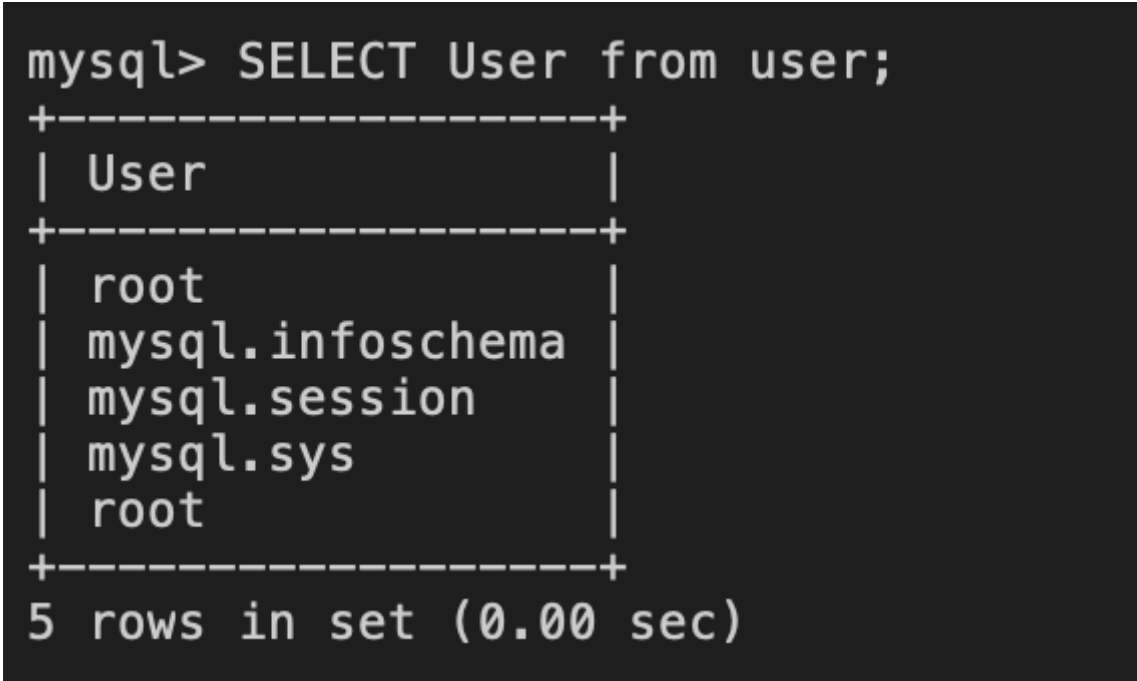 mysql> SELECT User from user;
+------------------+
| User             |
+------------------+
| root             |
| mysql.infoschema |
| mysql.session    |
| mysql.sys        |
| root             |
+------------------+
5 rows in set (0.00 sec)